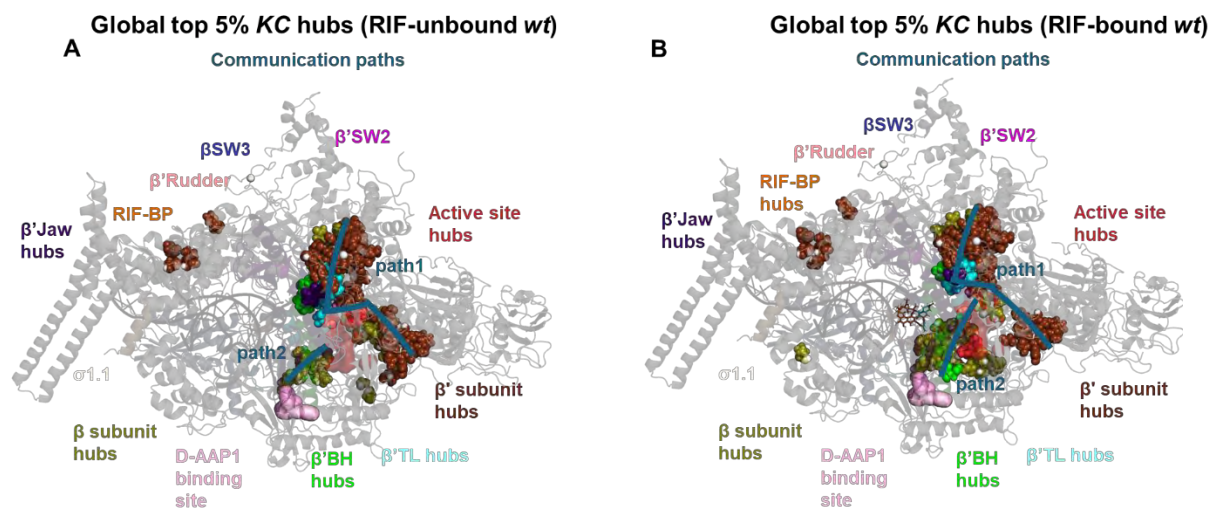 Global top 5% KC hubs (RIF-unbound wt)
A
Communication paths
βSW3
β'SW2
β'Rudder
RIF-BP
β'Jaw
hubs
Active site
hubs
path1
path2
σ1.1
β subunit
hubs
D-AAP1
binding
site
β'BH
hubs
β'TL hubs
β' subunit
hubs
Global top 5% KC hubs (RIF-bound wt)
B
Communication paths
βSW3
β'SW2
β'Rudder
RIF-BP
hubs
β'Jaw
hubs
Active site
hubs
path1
path2
σ1.1
β subunit
hubs
D-AAP1
binding
site
β'BH
hubs
β'TL hubs
β' subunit
hubs